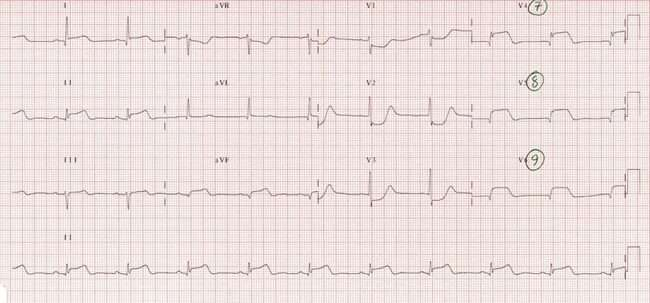 I aVR V1 V4 7
II aVL V2 V5 8
III aVF V3 V6 9
II